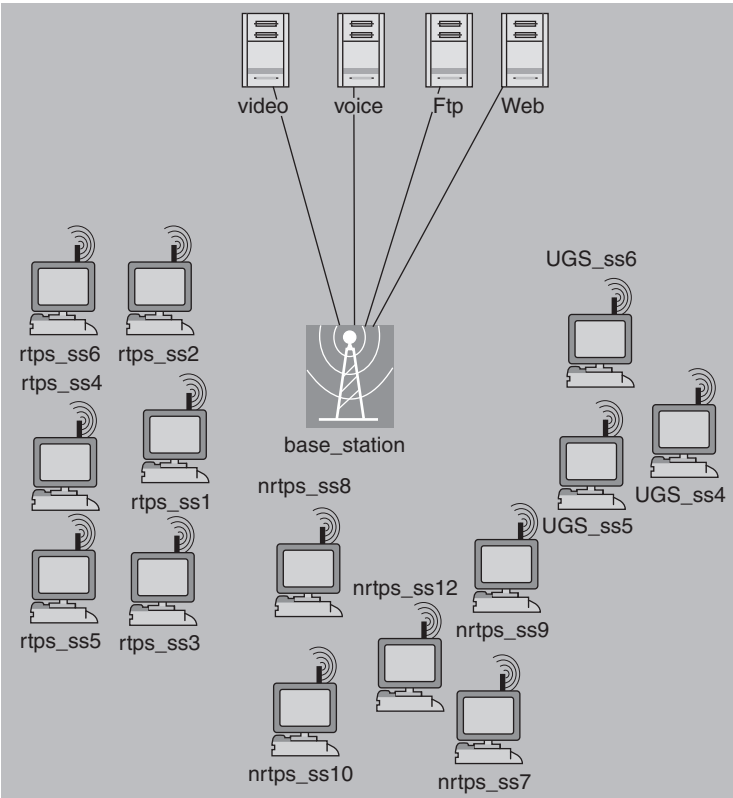 video voice Ftp Web
UGS_ss6
rtps_ss6 rtps_ss2
rtps_ss4
base_station
nrtps_ss8
rtps_ss1
UGS_ss4
UGS_ss5
nrtps_ss12
nrtps_ss9
rtps_ss5 rtps_ss3
nrtps_ss10
nrtps_ss7